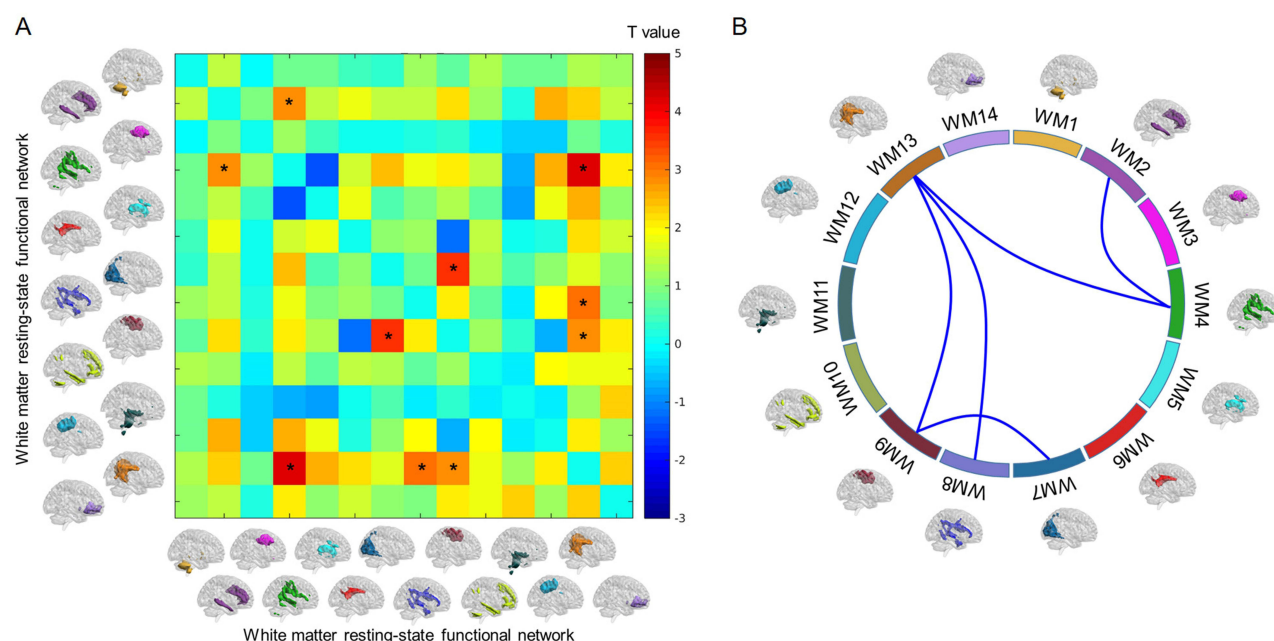 A
B
T value
White matter resting-state functional network
5
4
3
2
1
0
-1
-2
-3
*
* *
*
*
* *
* * *
White matter resting-state functional network
WM14
WM1
WM13
WM2
WM12
WM3
WM11
WM4
WM10
WM5
WM9
WM6
WM8
WM7